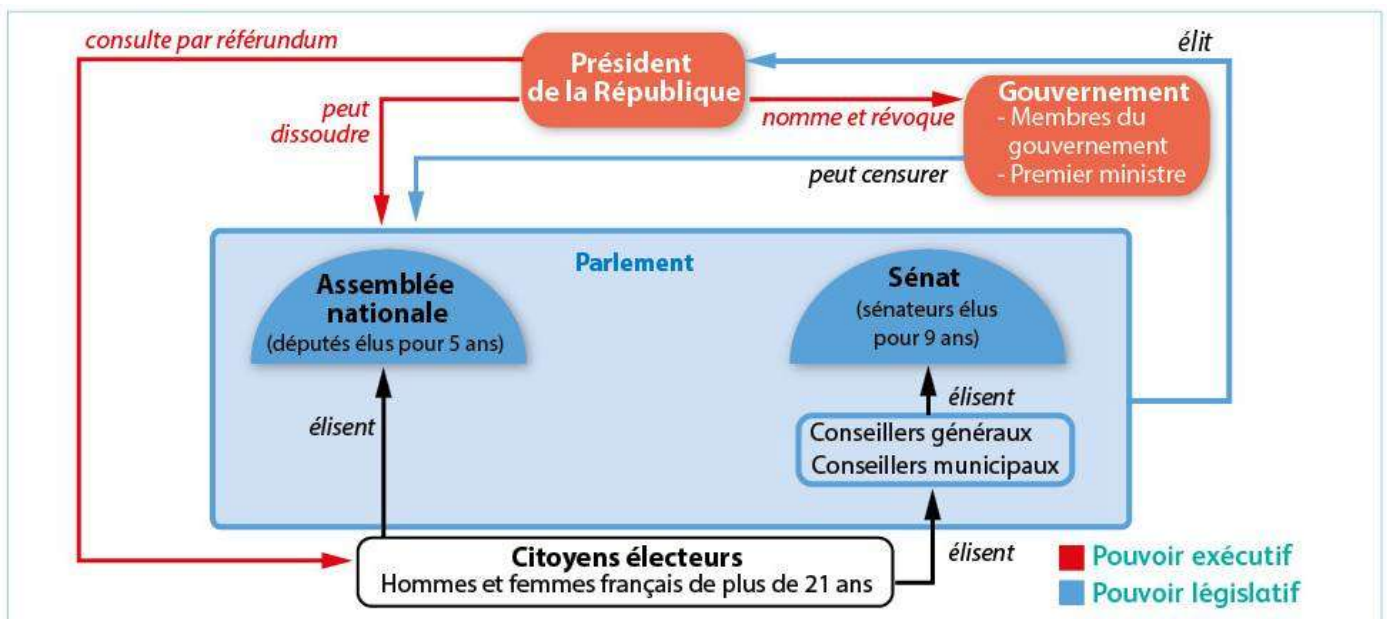 consulte par référundum
élit
Président
de la République
Gouvernement
- Membres du
gouvernement
- Premier ministre
peut
dissoudre
nomme et révoque
peut censurer
Parlement
Assemblée
nationale
(députés élus pour 5 ans)
Sénat
(sénateurs élus
pour 9 ans)
élisent
élisent
Conseillers généraux
Conseillers municipaux
élisent
Citoyens électeurs
Hommes et femmes français de plus de 21 ans
Pouvoir exécutif
Pouvoir législatif